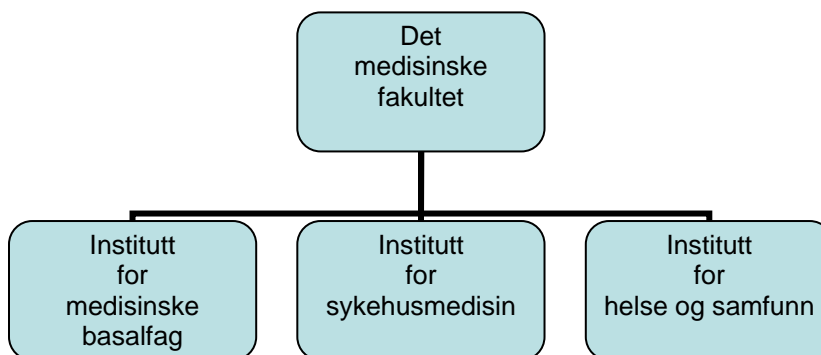 Det
medisinske
fakultet
Institutt
for
medisinske
basalfag
Institutt
for
sykehusmedisin
Institutt
for
helse og samfunn